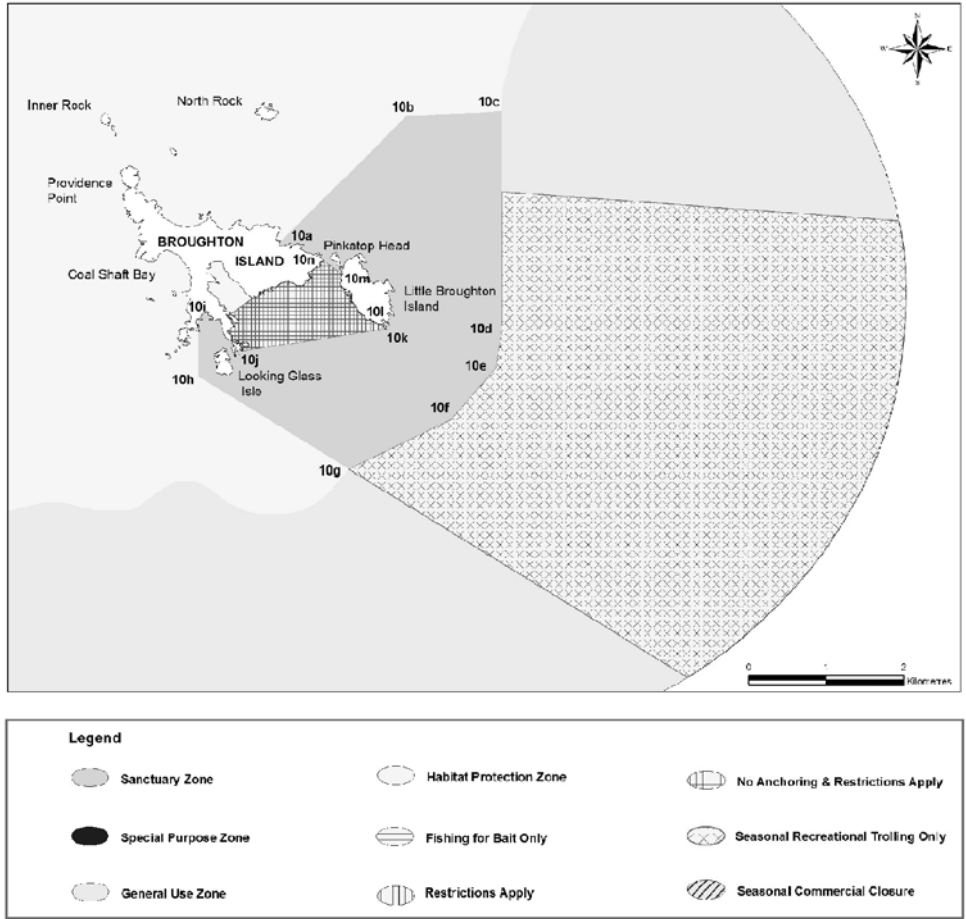 N
W E
S
Inner Rock
North Rock
10b
10c
Providence
Point
BROUGHTON
ISLAND
10a
10n
Pinkatop Head
Coal Shaft Bay
10m
Little Broughton
Island
10i
10l
10d
10k
10j
10e
10h
Looking Glass
Isle
10f
10g
0 1 2
Kilometres
Legend
Sanctuary Zone
Habitat Protection Zone
No Anchoring & Restrictions Apply
Special Purpose Zone
Fishing for Bait Only
Seasonal Recreational Trolling Only
General Use Zone
Restrictions Apply
Seasonal Commercial Closure